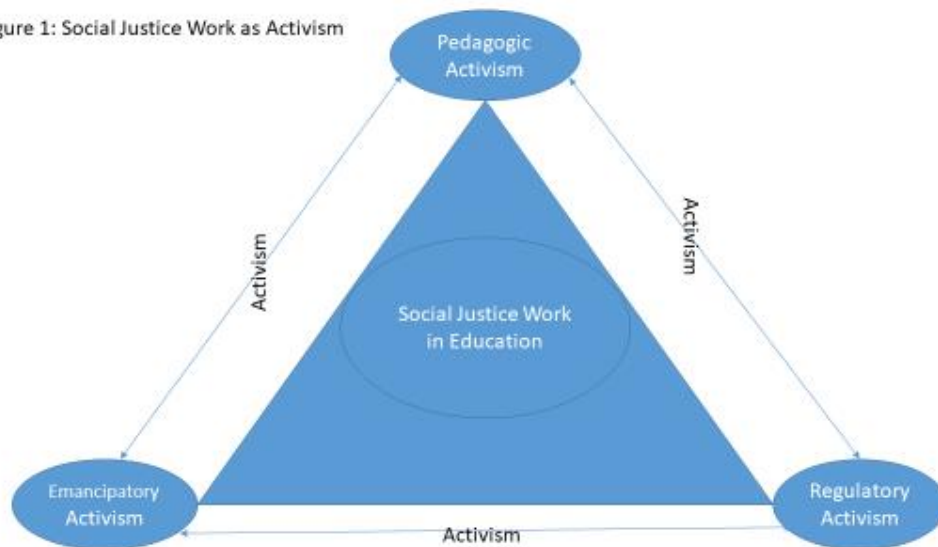 gure 1: Social Justice Work as Activism
Pedagogic
Activism
Activism
Activism
Social Justice Work
in Education
Emancipatory
Activism
Regulatory
Activism
Activism